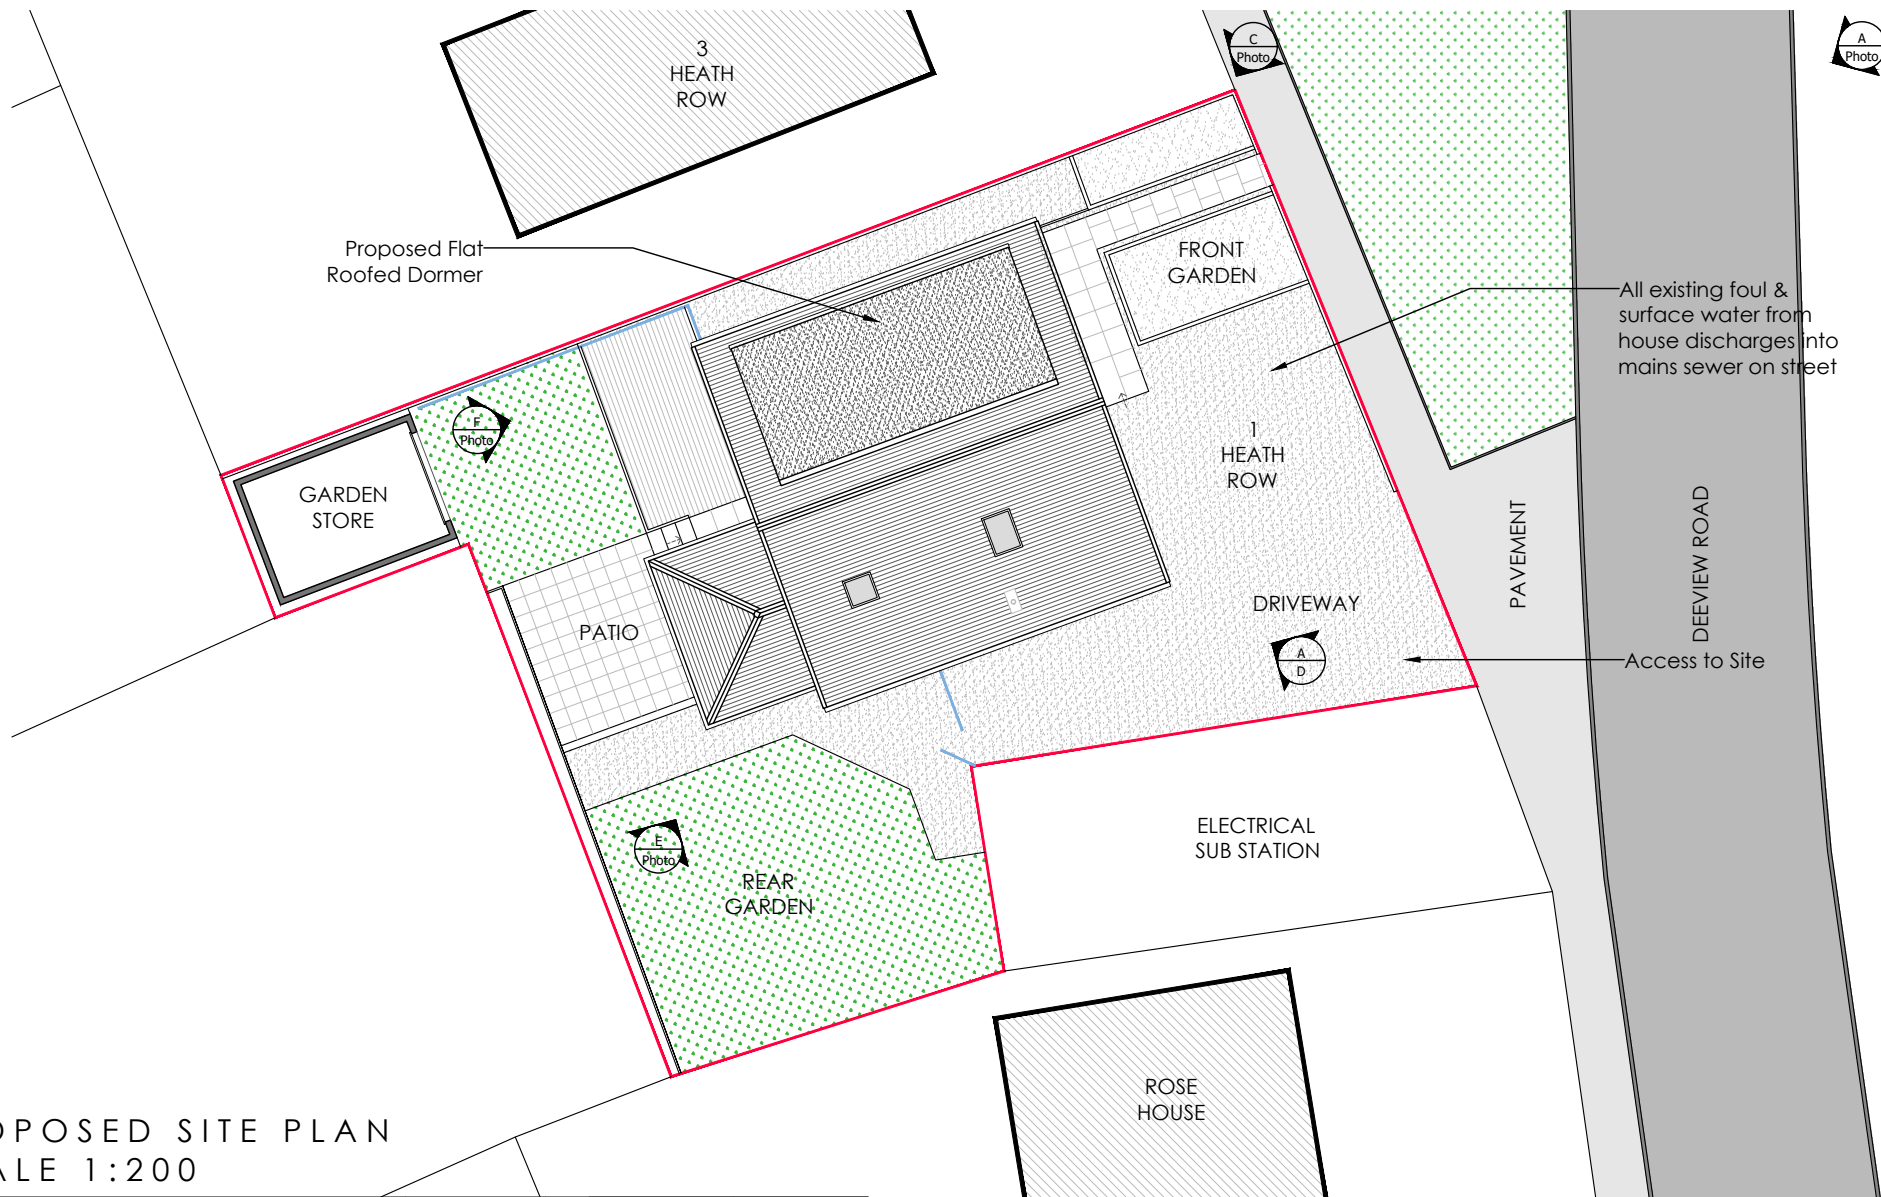 3
HEATH
ROW
C
Photo
A
Photo
Proposed Flat
Roofed Dormer
FRONT
GARDEN
All existing foul &
surface water from
house discharges into
mains sewer on street
F
Photo
1
HEATH
ROW
GARDEN
STORE
PAVEMENT
DEEVIEW ROAD
PATIO
DRIVEWAY
A
D
Access to Site
E
Photo
ELECTRICAL
SUB STATION
REAR
GARDEN
ROSE
HOUSE
OPOSED SITE PLAN
ALE 1:200